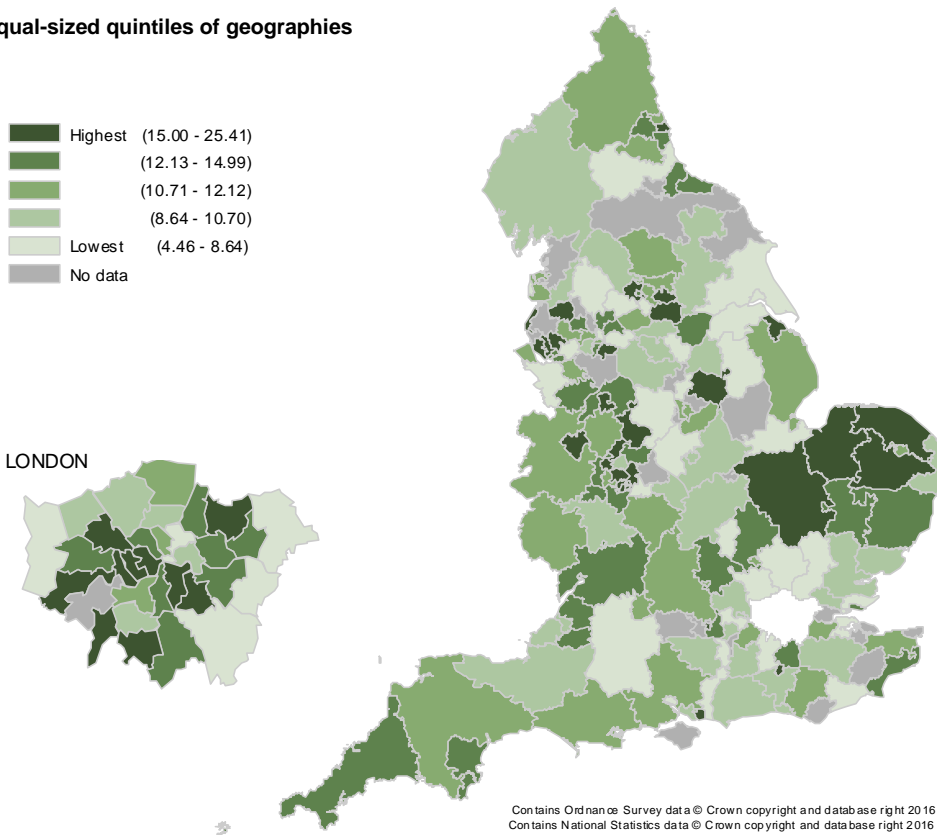 qual-sized quintiles of geographies
Highest (15.00 - 25.41)
(12.13 - 14.99)
(10.71 - 12.12)
(8.64 - 10.70)
Lowest (4.46 - 8.64)
No data
LONDON
Contains Ordnance Survey data © Crown copyright and database right 2016
Contains National Statistics data © Crown copyright and database right 2016